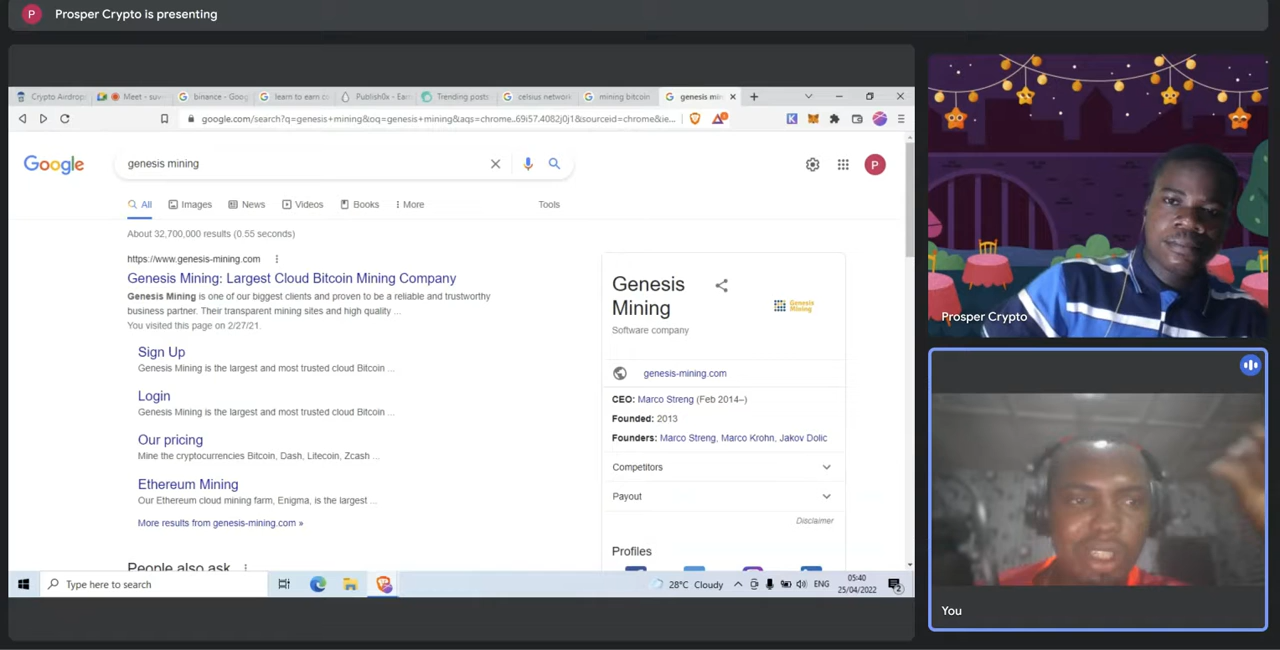 P Prosper Crypto is presenting
Crypto Airdrop
Meet - suv
binance - Goog
learn to earn co
Publish0x - Earn
Trending posts
celsius network
mining bitcoin
genesis min
google.com/search?q=genesis+mining&oq=genesis+mining&aqs=chrome..69i57.4082j0j1&sourceid=chrome&ie...
Google
genesis mining
P
All
Images
News
Videos
Books
More
Tools
About 32,700,000 results (0.55 seconds)
https://www.genesis-mining.com
Genesis Mining: Largest Cloud Bitcoin Mining Company
Genesis Mining is one of our biggest clients and proven to be a reliable and trustworthy
business partner. Their transparent mining sites and high quality ...
You visited this page on 2/27/21.
Sign Up
Genesis Mining is the largest and most trusted cloud Bitcoin ...
Login
Genesis Mining is the largest and most trusted cloud Bitcoin ...
Our pricing
Mine the cryptocurrencies Bitcoin, Dash, Litecoin, Zcash ...
Ethereum Mining
Our Ethereum cloud mining farm, Enigma, is the largest ...
More results from genesis-mining.com »
People also ask
Genesis
Mining
Genesis
Mining
Software company
genesis-mining.com
CEO: Marco Streng (Feb 2014–)
Founded: 2013
Founders: Marco Streng, Marco Krohn, Jakov Dolic
Competitors
Payout
Disclaimer
Profiles
Type here to search
28°C Cloudy
ENG
05:40
25/04/2022
2
Prosper Crypto
You